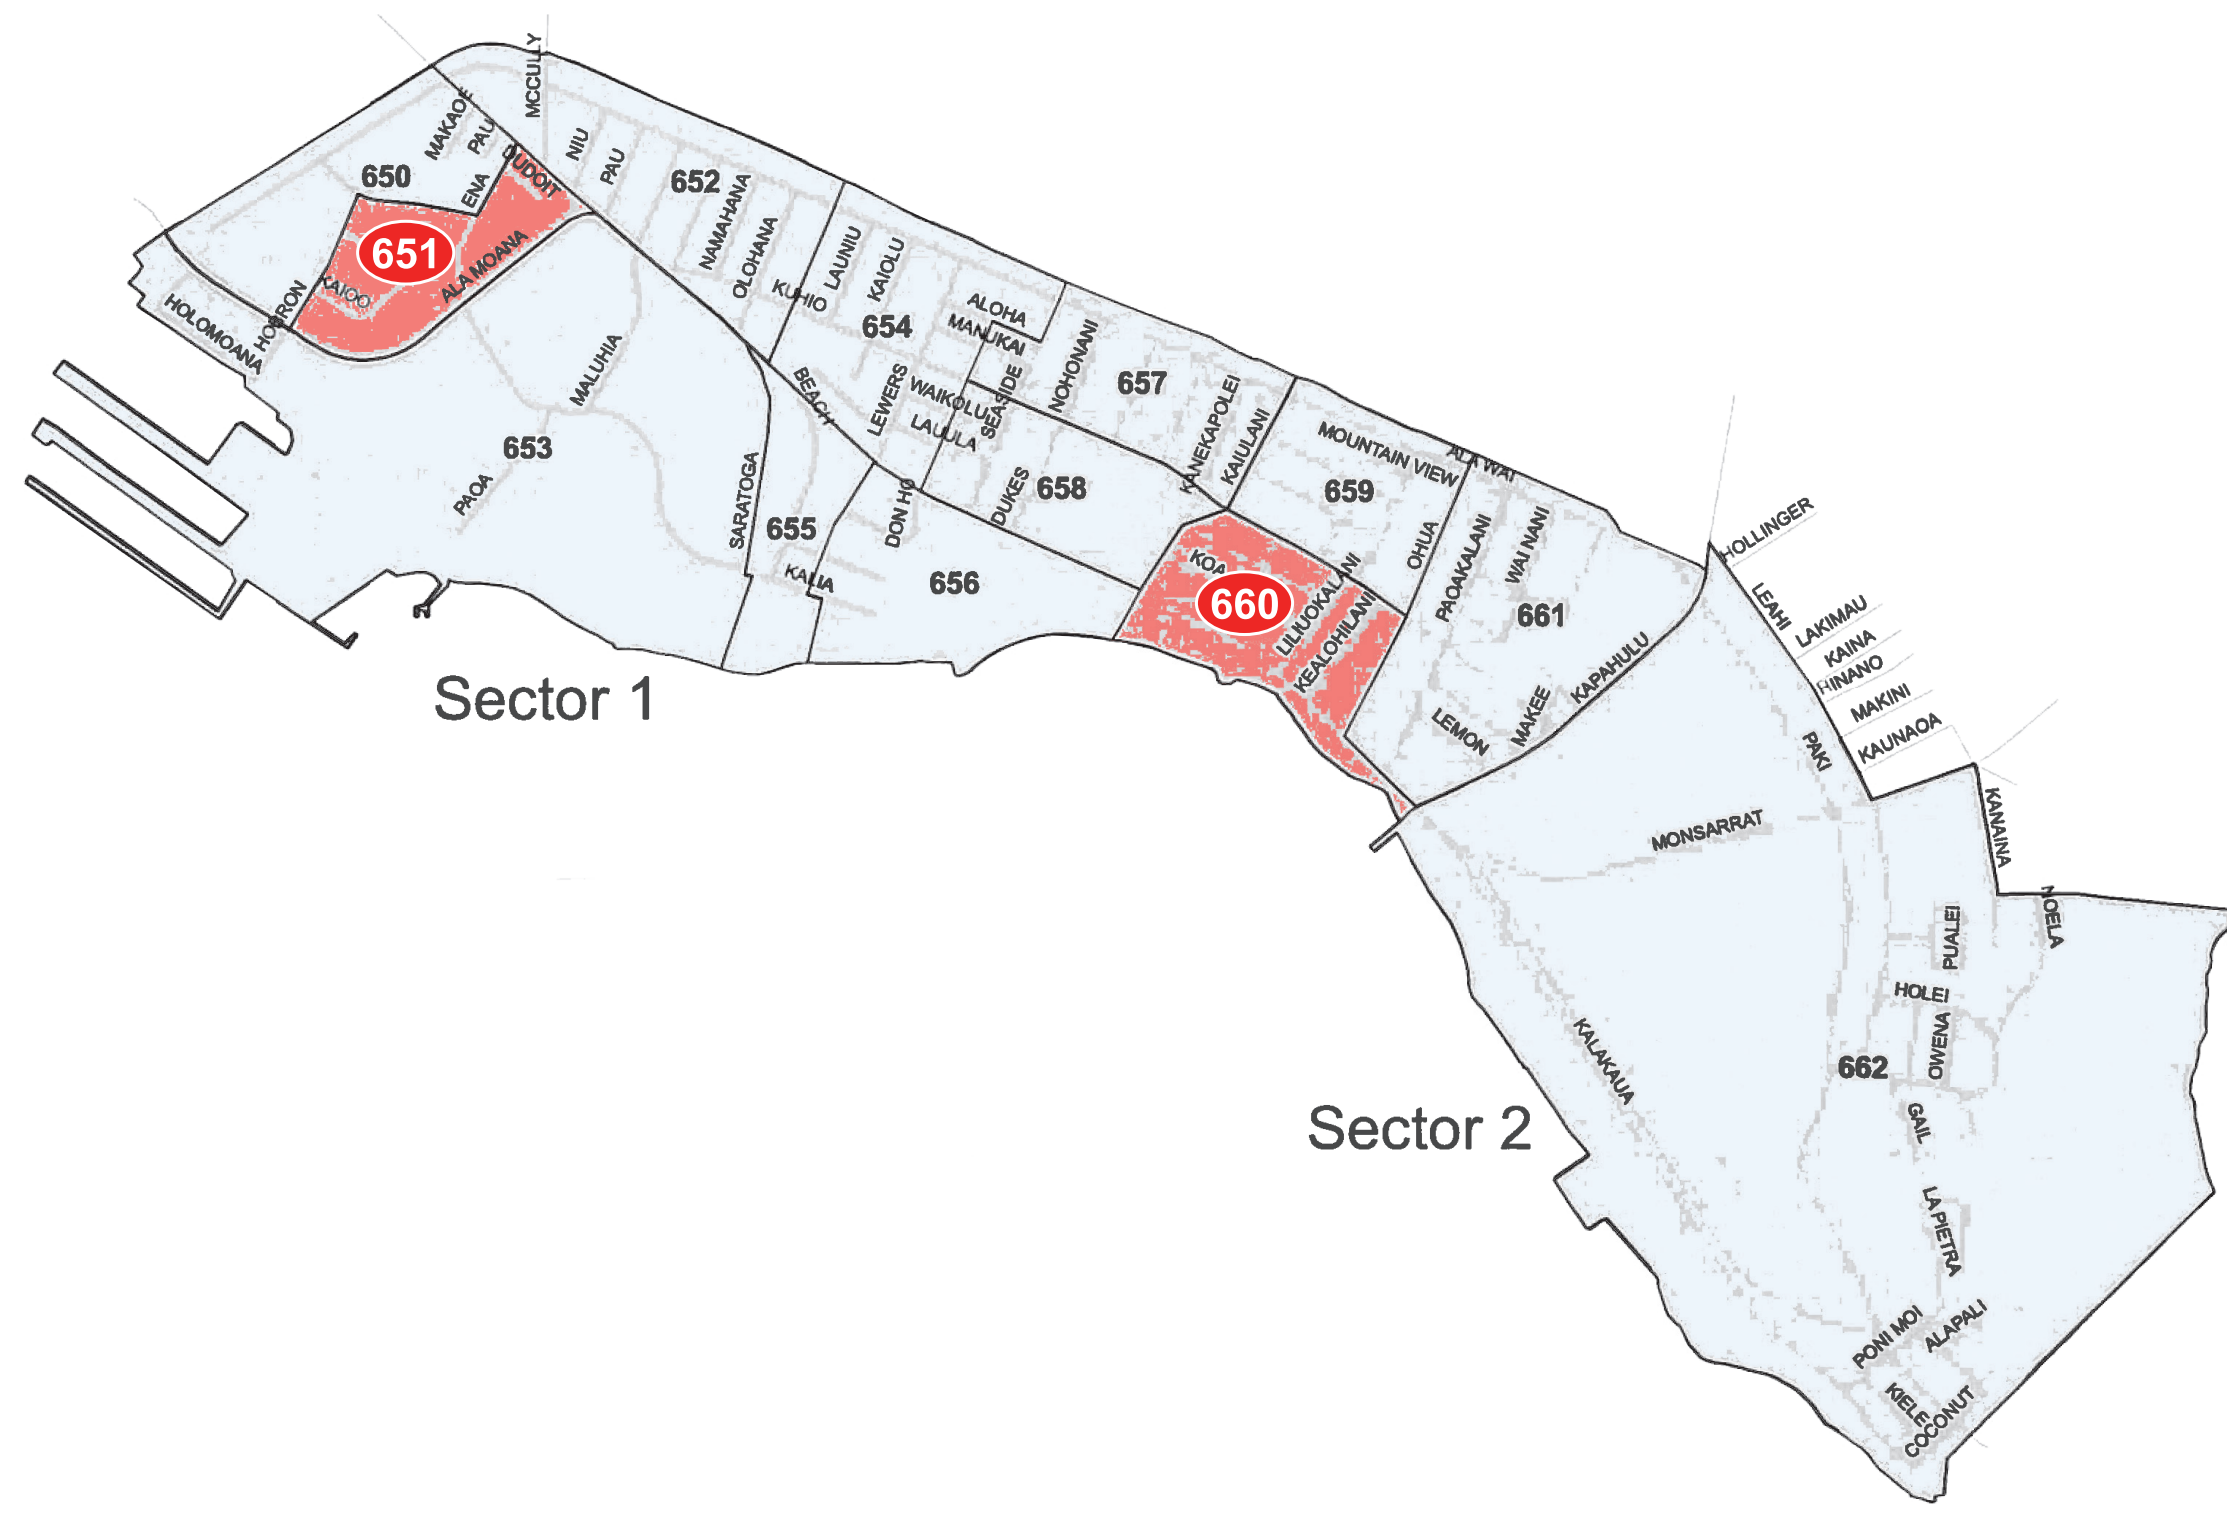 MCCULLY
MAKAOE
PAU
DUDOIT
NIU
PAU
650
652
ENA
NAMAHANA
OLOHANA
651
ALA MOANA
KAIOO
HOBRON
HOLOMOANA
KUHIO
LAUNIU
KAIOLU
ALOHA
MANUKAI
654
NOHONANI
657
MALUHIA
BEACH
LEWERS
WAIKOLU
SEASIDE
LAUULA
KANEKAPOLEI
KAIULANI
653
PAOA
SARATOGA
655
KALIA
DON HO
DUKES
658
656
MOUNTAIN VIEW
ALA WAI
659
OHUA
PAOAKALANI
WAI NANI
661
KOA
660
LILIUOKALANI
KEALOHILANI
KAPAHULU
LEMON
MAKEE
HOLLINGER
LEAHI
LAKIMAU
KAINA
HINANO
MAKINI
KAUNAOA
PAKI
Sector 1
MONSARRAT
KANAINA
NOELA
PUALEI
HOLEI
OWENA
662
KALAKAUA
GAIL
Sector 2
LA PIETRA
PONI MOI
ALAPALI
KIELE
COCONUT